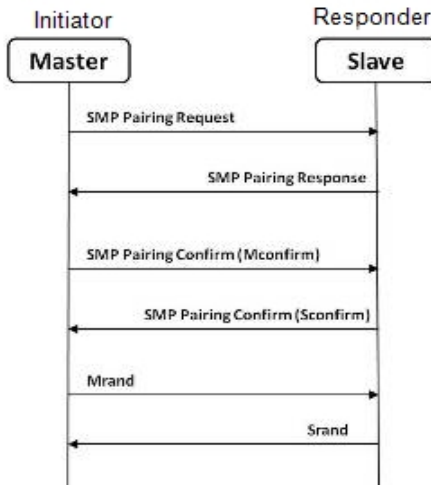 Initiator
Responder
Master
Slave
SMP Pairing Request
SMP Pairing Response
SMP Pairing Confirm (Mconfirm)
SMP Pairing Confirm (Sconfirm)
Mrand
Srand